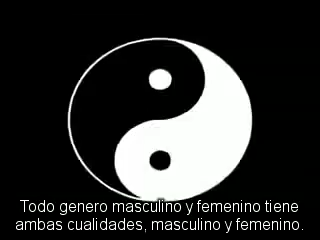 Todo genero masculino y femenino tiene
ambas cualidades, masculino y femenino.